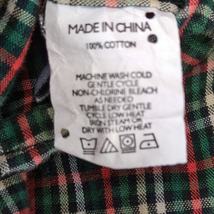 MADE IN CHINA
100% COTTON
MACHINE WASH COLD
GENTLE CYCLE
NON-CHLORINE BLEACH
AS NEEDED
TUMBLE DRY GENTLE
CYCLE LOW HEAT
IRON STEAM OR
DRY WITH LOW HEAT